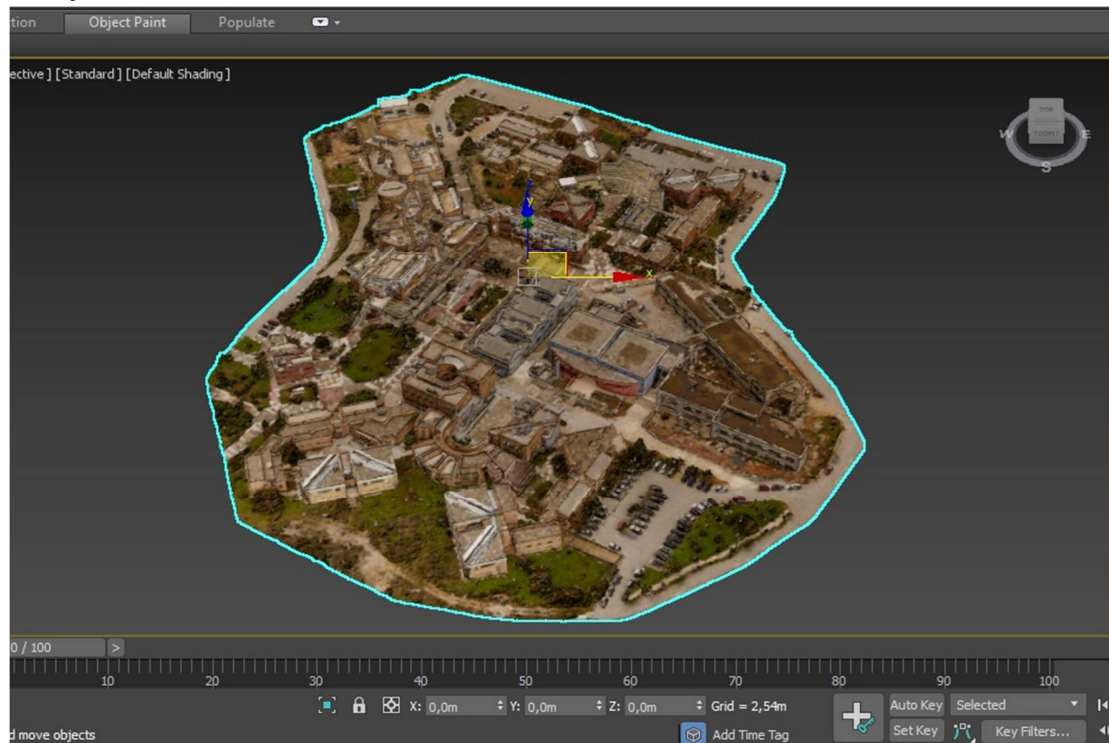 tion Object Paint Populate
ective ] [Standard ] [Default Shading ]
TOP
FRONT
W E
S
y
x
0 / 100 >
10 20 30 40 50 60 70 80 90 100
X: 0,0m Y: 0,0m Z: 0,0m Grid = 2,54m Auto Key Selected
d move objects Add Time Tag Set Key Key Filters...